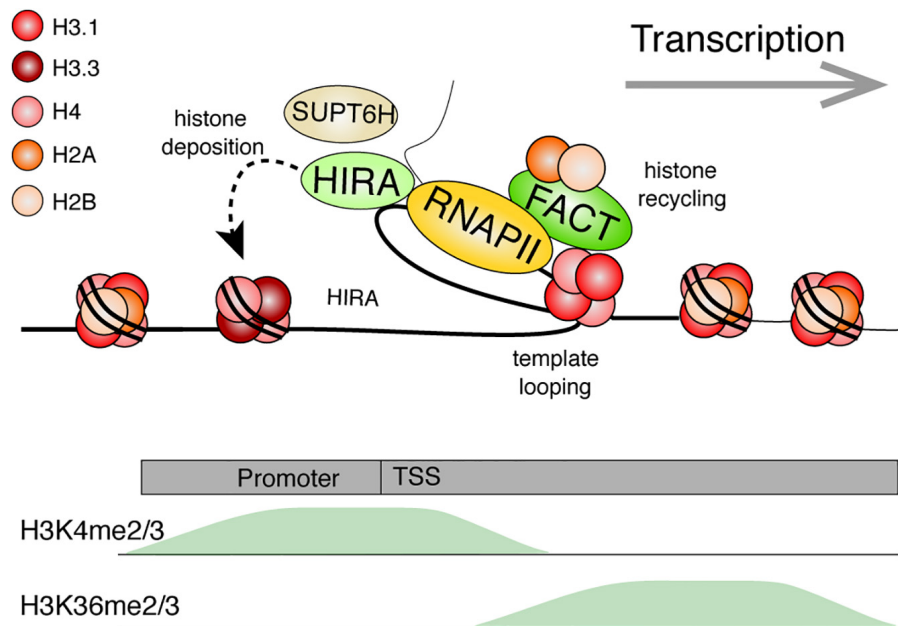 H3.1
H3.3
H4
H2A
H2B
Transcription
SUPT6H
histone
deposition
HIRA
RNAPII
FACT
histone
recycling
HIRA
template
looping
Promoter
TSS
H3K4me2/3
H3K36me2/3